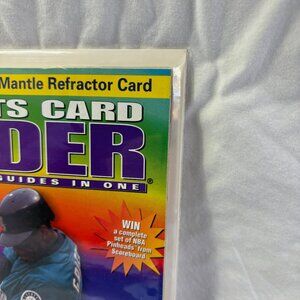 Mantle Refractor Card
TS CARD
DER
GUIDES IN ONE®
WIN
a complete
set of NBA
Pinheads from
Scoreboard